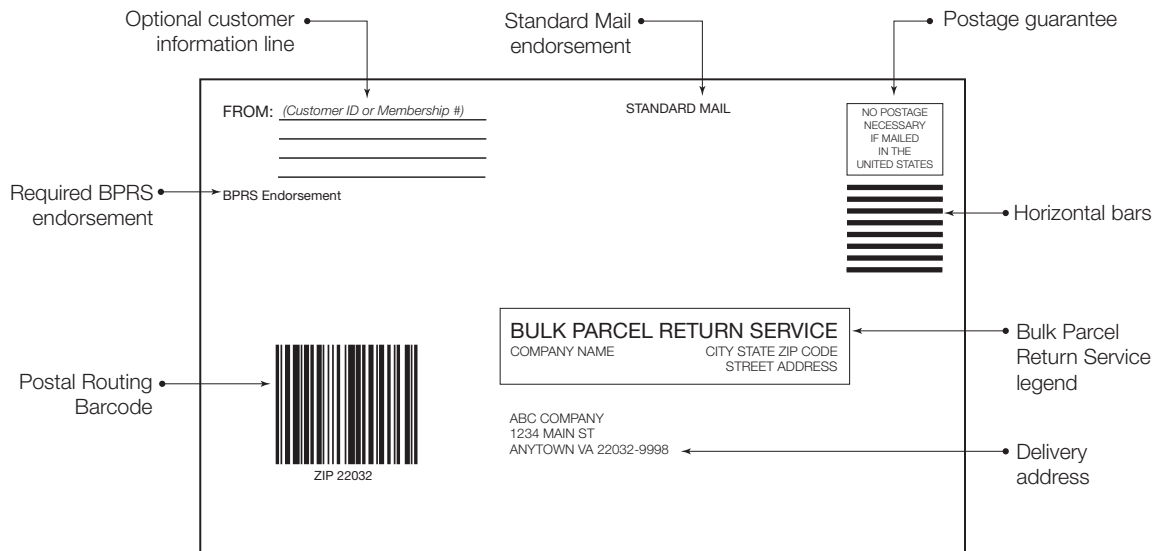 Optional customer
information line
Standard Mail
endorsement
Postage guarantee
FROM: (Customer ID or Membership #)
STANDARD MAIL
NO POSTAGE
NECESSARY
IF MAILED
IN THE
UNITED STATES
Required BPRS
endorsement
BPRS Endorsement
Horizontal bars
BULK PARCEL RETURN SERVICE
COMPANY NAME CITY STATE ZIP CODE
STREET ADDRESS
Bulk Parcel
Return Service
legend
Postal Routing
Barcode
ZIP 22032
ABC COMPANY
1234 MAIN ST
ANYTOWN VA 22032-9998
Delivery
address